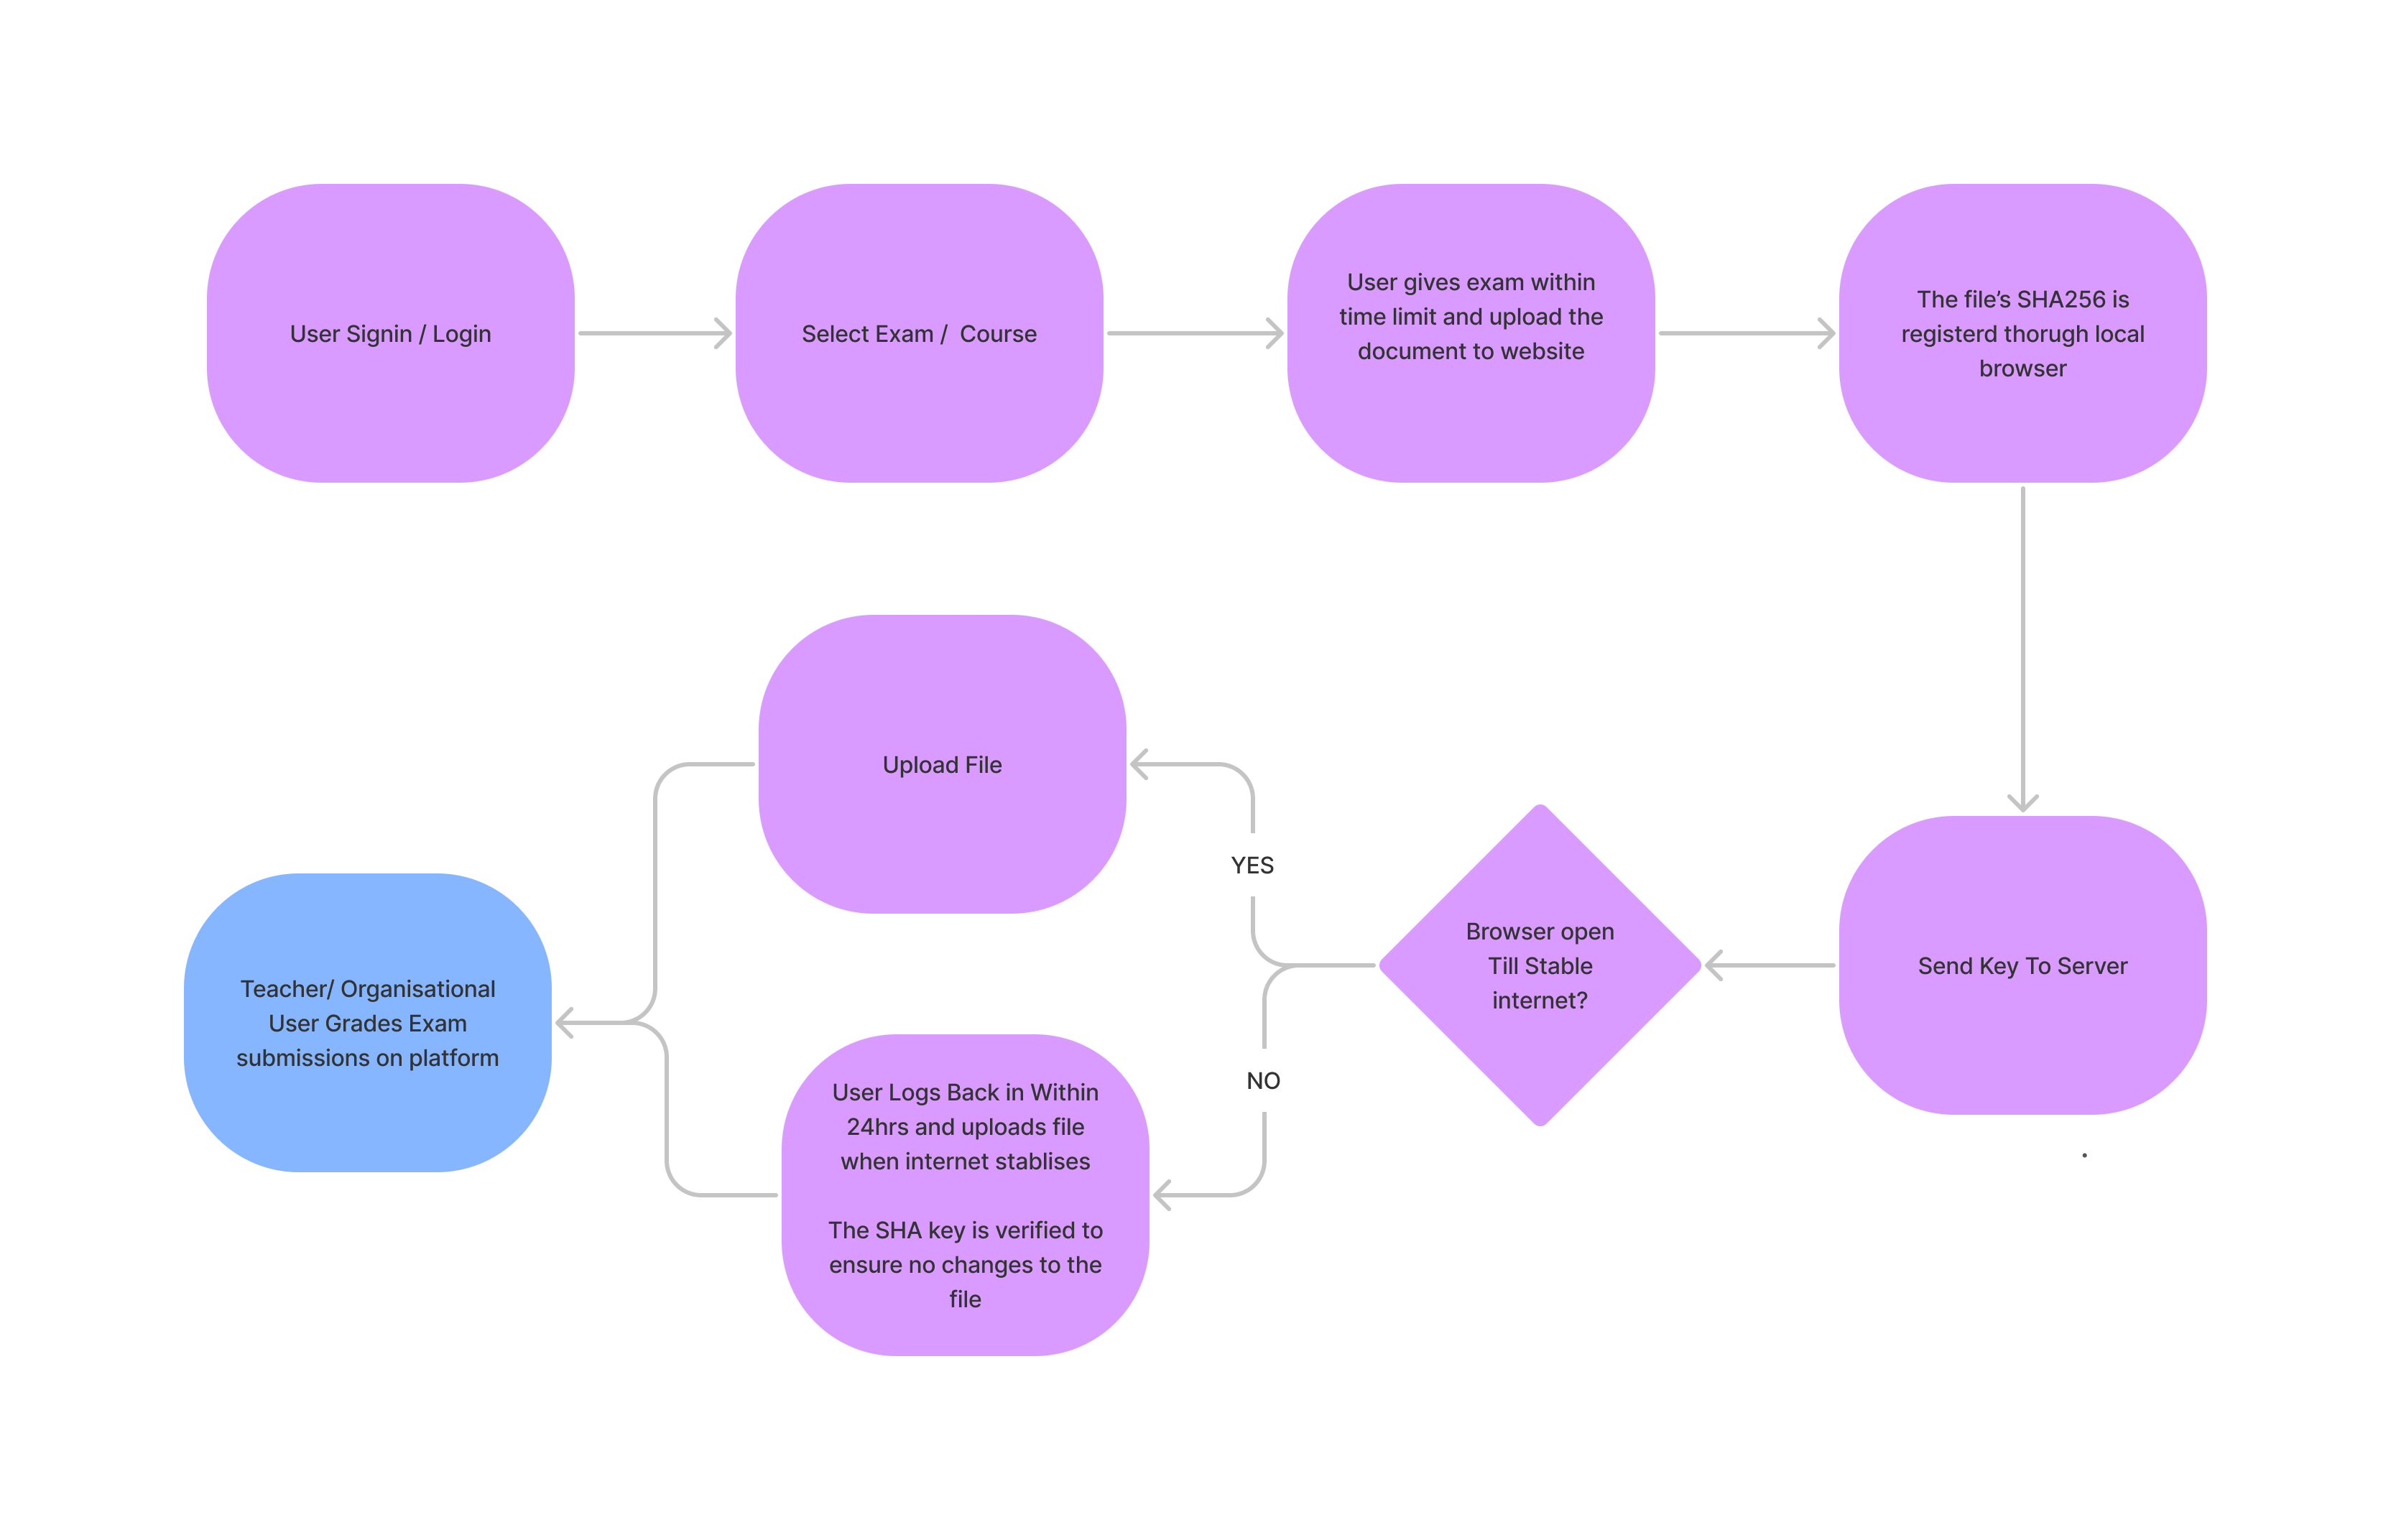 User Signin / Login
Select Exam /  Course
User gives exam within
time limit and upload the
document to website
The file’s SHA256 is
registerd thorugh local
browser
Send Key To Server
Browser open
Till Stable
internet?
YES
Upload File
NO
User Logs Back in Within
24hrs and uploads file
when internet stablises
The SHA key is verified to
ensure no changes to the
file
Teacher/ Organisational
User Grades Exam
submissions on platform